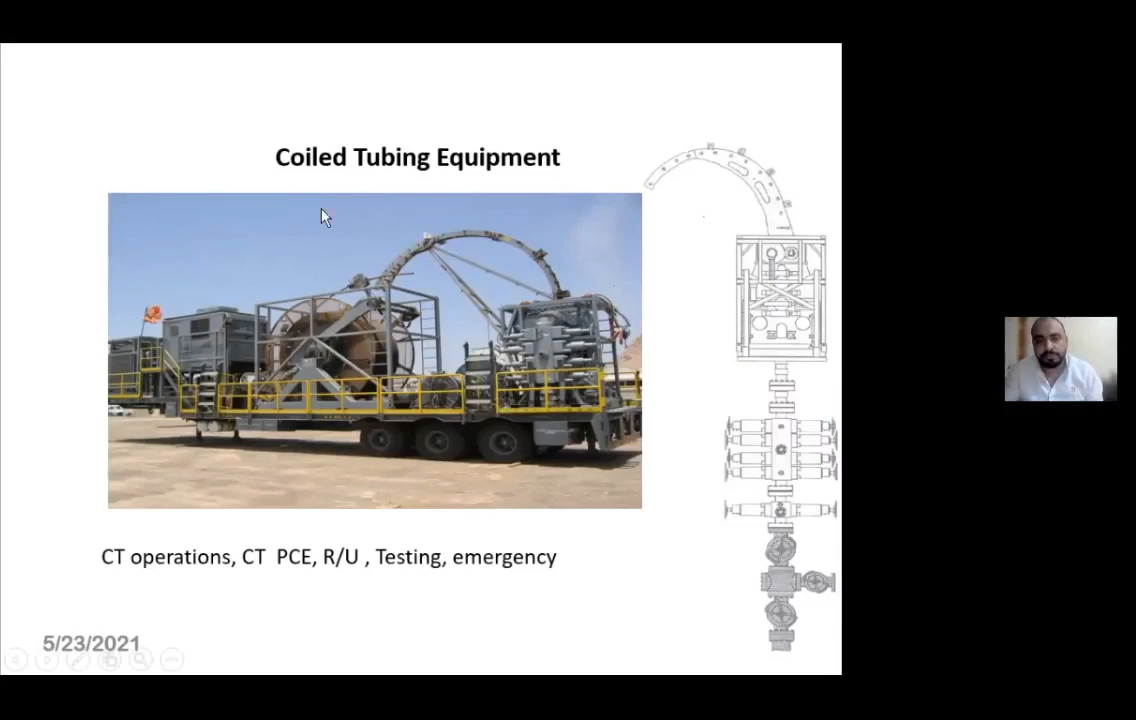 Coiled Tubing Equipment
CT operations, CT PCE, R/U , Testing, emergency
5/23/2021